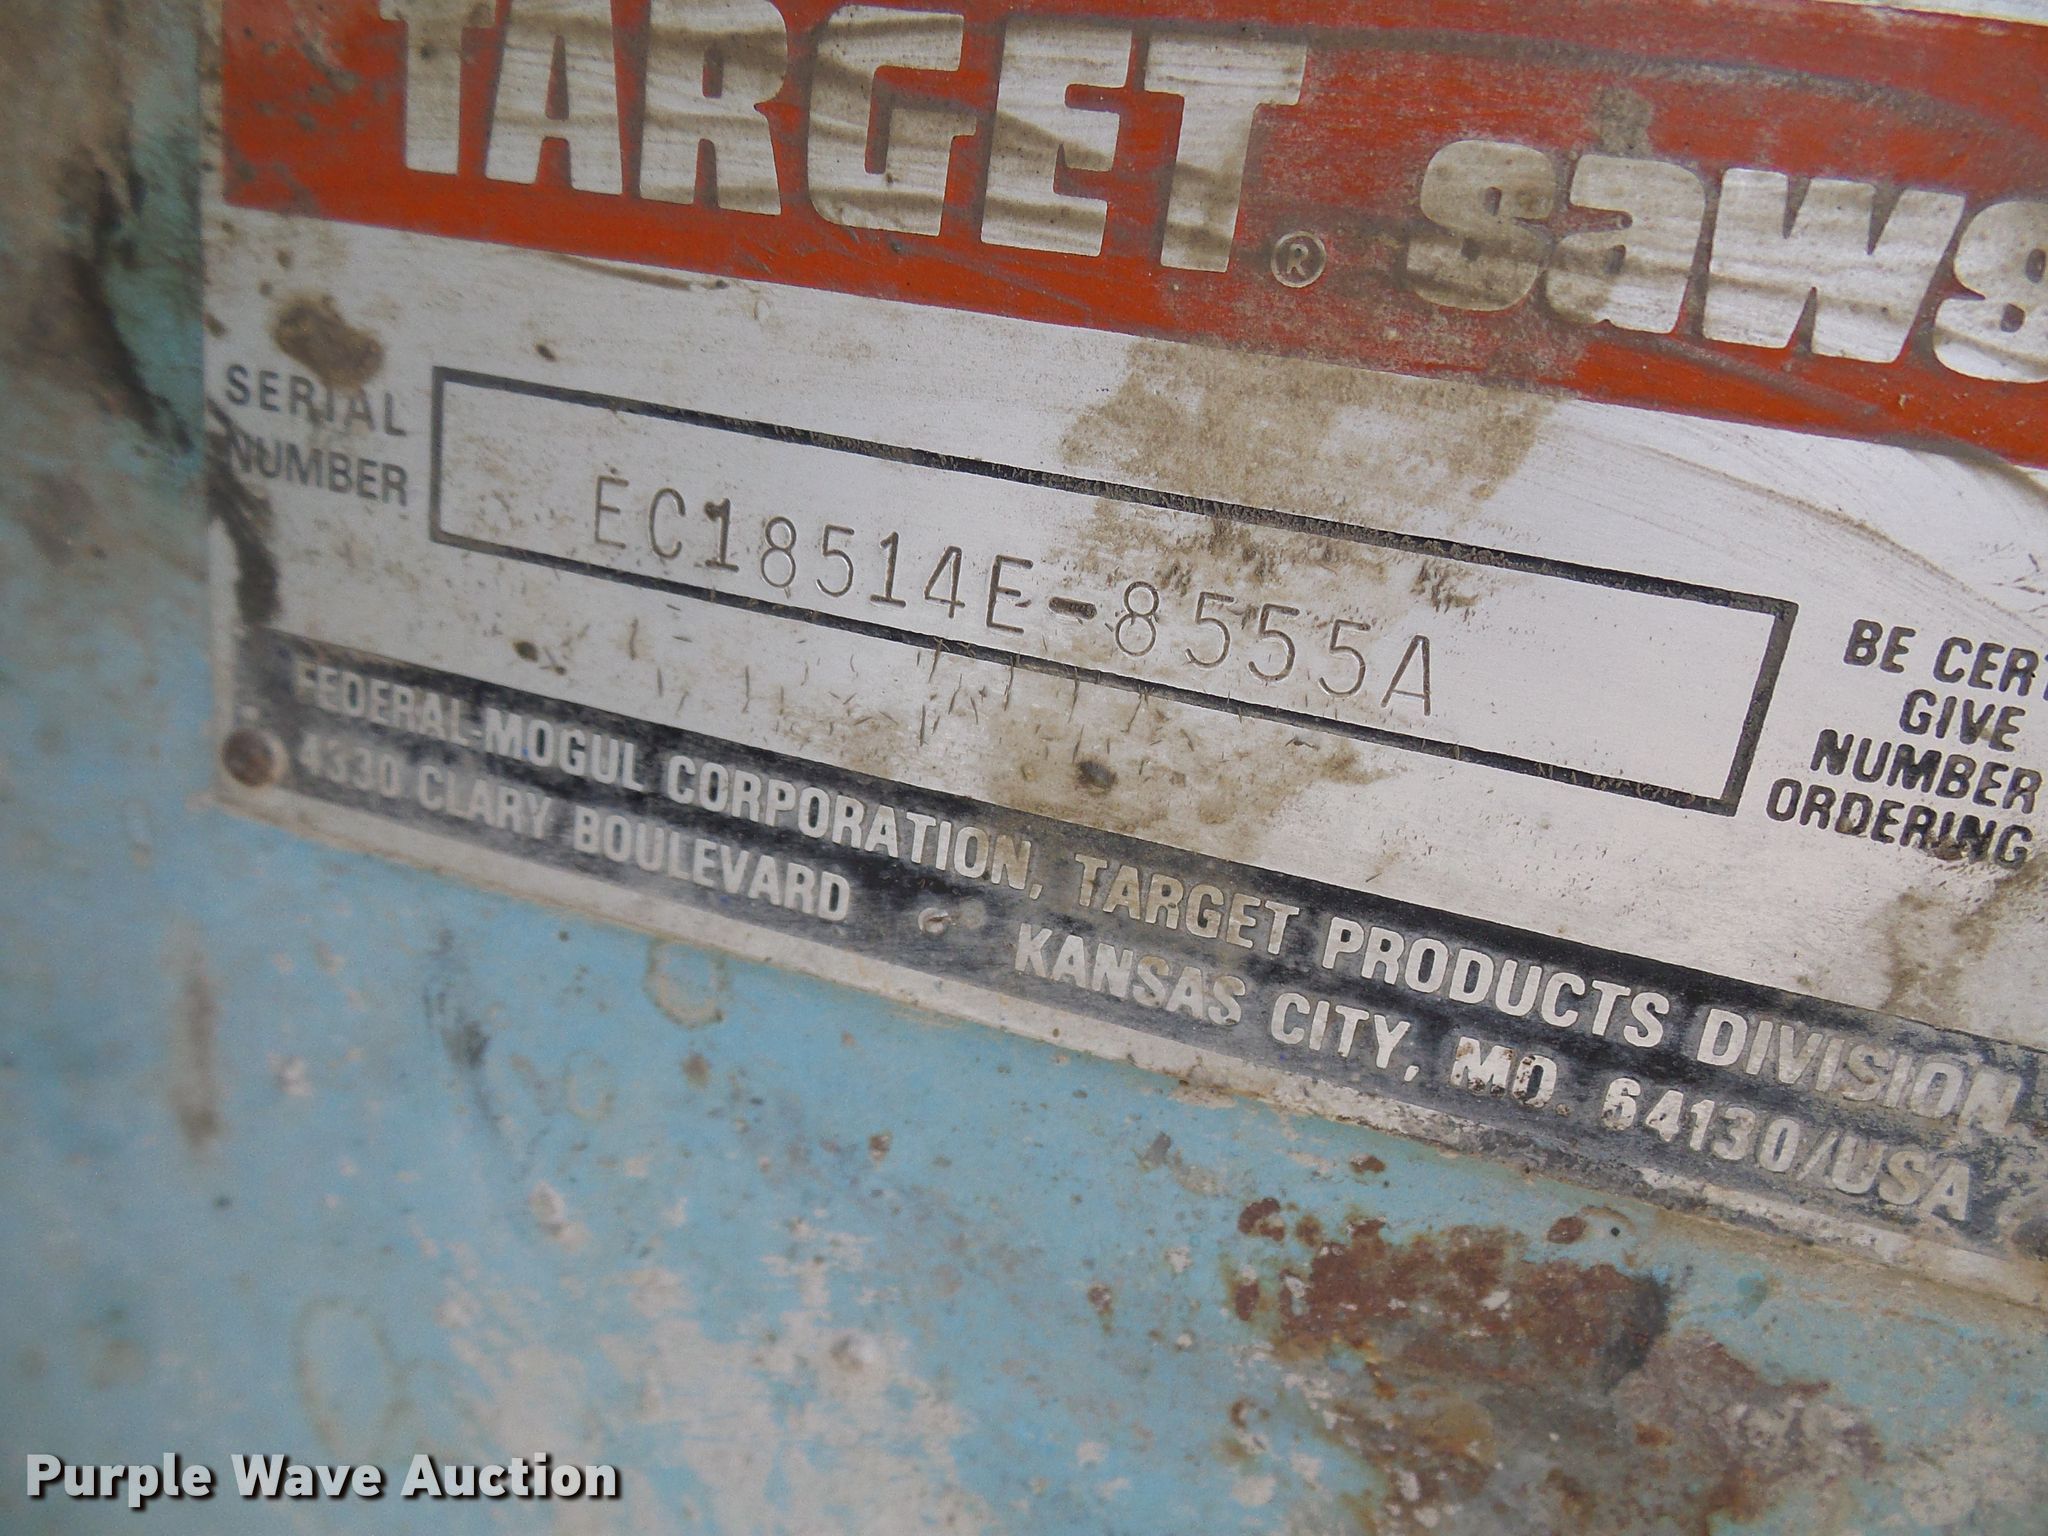 TARGET® saws
SERIAL NUMBER
EC18514E-8555A
BE CERT
GIVE
NUMBER
ORDERING
FEDERAL-MOGUL CORPORATION, TARGET PRODUCTS DIVISION
4330 CLARY BOULEVARD KANSAS CITY, MO. 64130/USA
Purple Wave Auction